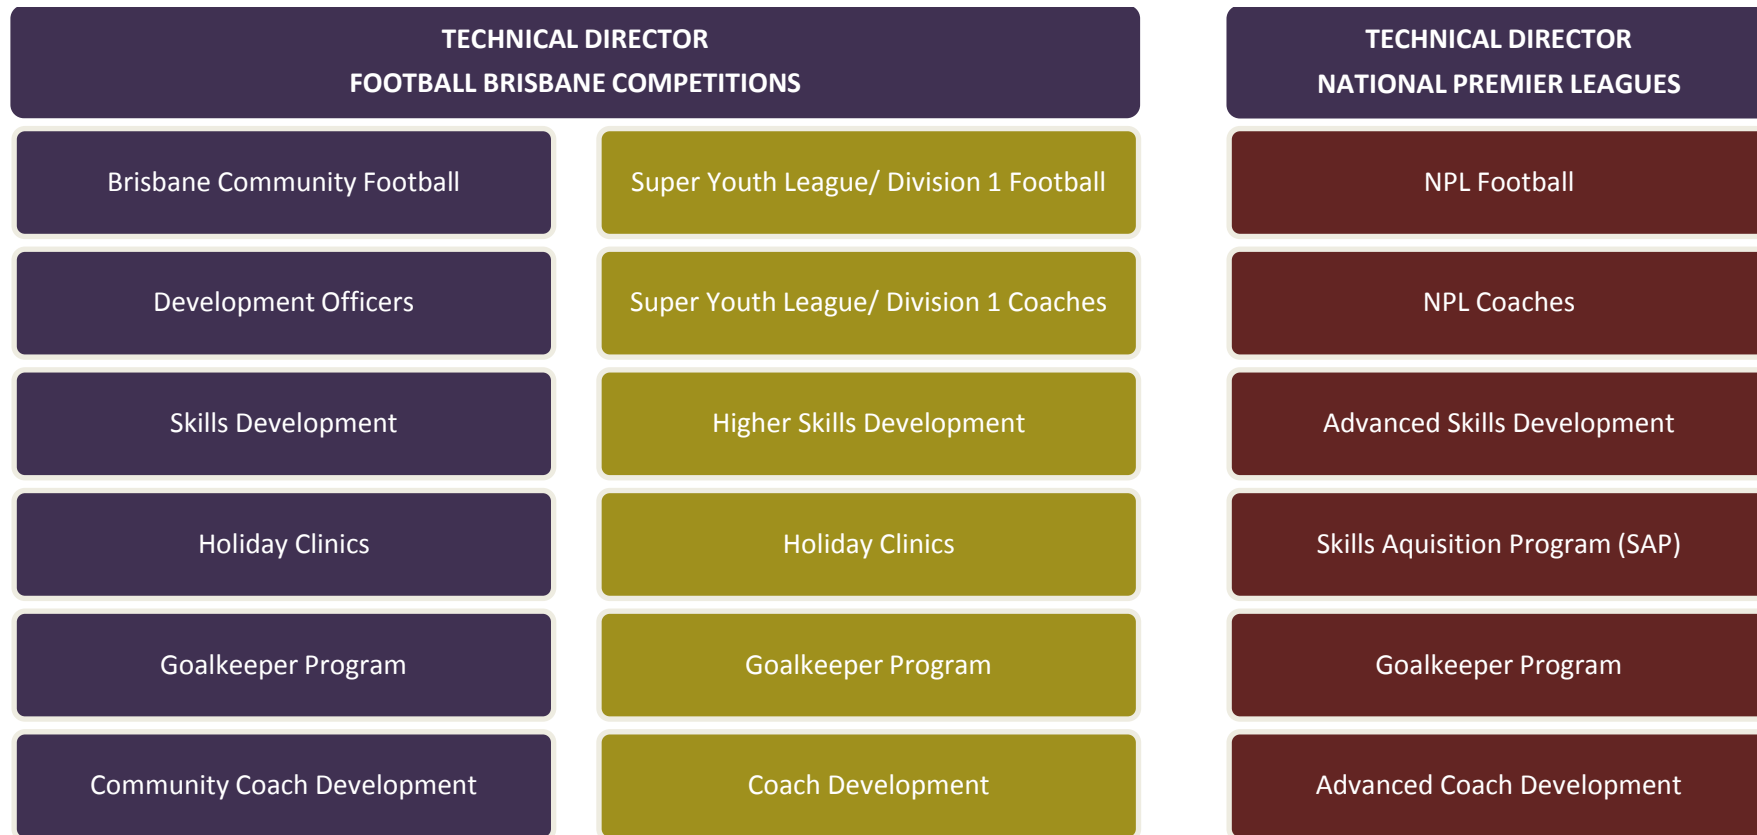 TECHNICAL DIRECTOR
FOOTBALL BRISBANE COMPETITIONS
TECHNICAL DIRECTOR
NATIONAL PREMIER LEAGUES
Brisbane Community Football
Super Youth League/ Division 1 Football
NPL Football
Development Officers
Super Youth League/ Division 1 Coaches
NPL Coaches
Skills Development
Higher Skills Development
Advanced Skills Development
Holiday Clinics
Holiday Clinics
Skills Aquisition Program (SAP)
Goalkeeper Program
Goalkeeper Program
Goalkeeper Program
Community Coach Development
Coach Development
Advanced Coach Development